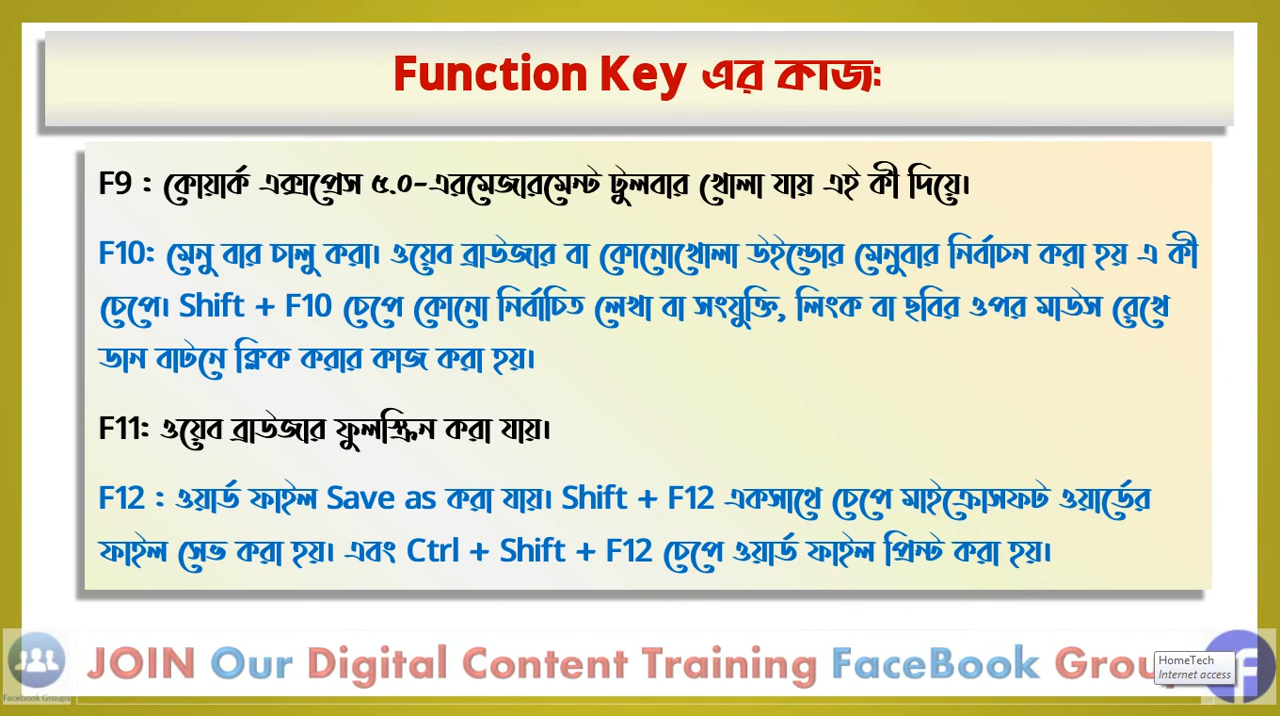 Function Key এর কাজঃ
F9 : কোয়ার্ক এক্সপ্রেস ৫.০-এরমেজারমেন্ট টুলবার খোলা যায় এই কী দিয়ে।
F10: মেনু বার চালু করা। ওয়েব ব্রাউজার বা কোনোখোলা উইন্ডোর মেনুবার নির্বাচন করা হয় এ কী
চেপে। Shift + F10 চেপে কোনো নির্বাচিত লেখা বা সংযুক্তি, লিংক বা ছবির ওপর মাউস রেখে
ডান বাটনে ক্লিক করার কাজ করা হয়।
F11: ওয়েব ব্রাউজার ফুলস্ক্রিন করা যায়।
F12 : ওয়ার্ড ফাইল Save as করা যায়। Shift + F12 একসাথে চেপে মাইক্রোসফট ওয়ার্ডের
ফাইল সেভ করা হয়। এবং Ctrl + Shift + F12 চেপে ওয়ার্ড ফাইল প্রিন্ট করা হয়।
JOIN Our Digital Content Training FaceBook Group
Facebook Groups
HomeTech
Internet access